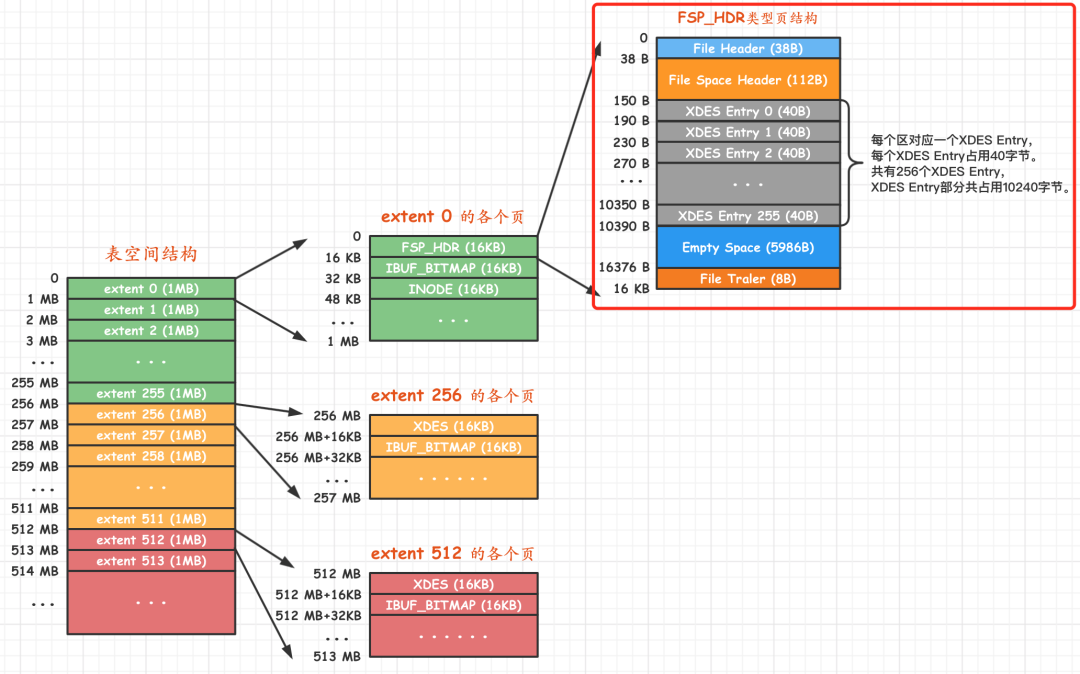 FSP_HDR类型页结构
0
File Header (38B)
38 B
File Space Header (112B)
150 B
XDES Entry 0 (40B)
190 B
XDES Entry 1 (40B)
230 B
XDES Entry 2 (40B)
270 B
...
...
10350 B
XDES Entry 255 (40B)
10390 B
Empty Space (5986B)
16376 B
File Traler (8B)
16 KB
每个区对应一个XDES Entry，
每个XDES Entry占用40字节。
共有256个XDES Entry，
XDES Entry部分共占用10240字节。
extent 0 的各个页
0
FSP_HDR (16KB)
16 KB
IBUF_BITMAP (16KB)
32 KB
INODE (16KB)
48 KB
...
...
1 MB
表空间结构
0
extent 0 (1MB)
1 MB
extent 1 (1MB)
2 MB
extent 2 (1MB)
3 MB
...
...
255 MB
extent 255 (1MB)
256 MB
extent 256 (1MB)
257 MB
extent 257 (1MB)
258 MB
extent 258 (1MB)
259 MB
...
...
511 MB
extent 511 (1MB)
512 MB
extent 512 (1MB)
513 MB
extent 513 (1MB)
514 MB
...
...
extent 256 的各个页
256 MB
XDES (16KB)
256 MB+16KB
IBUF_BITMAP (16KB)
256 MB+32KB
......
...
257 MB
extent 512 的各个页
512 MB
XDES (16KB)
512 MB+16KB
IBUF_BITMAP (16KB)
512 MB+32KB
......
...
513 MB